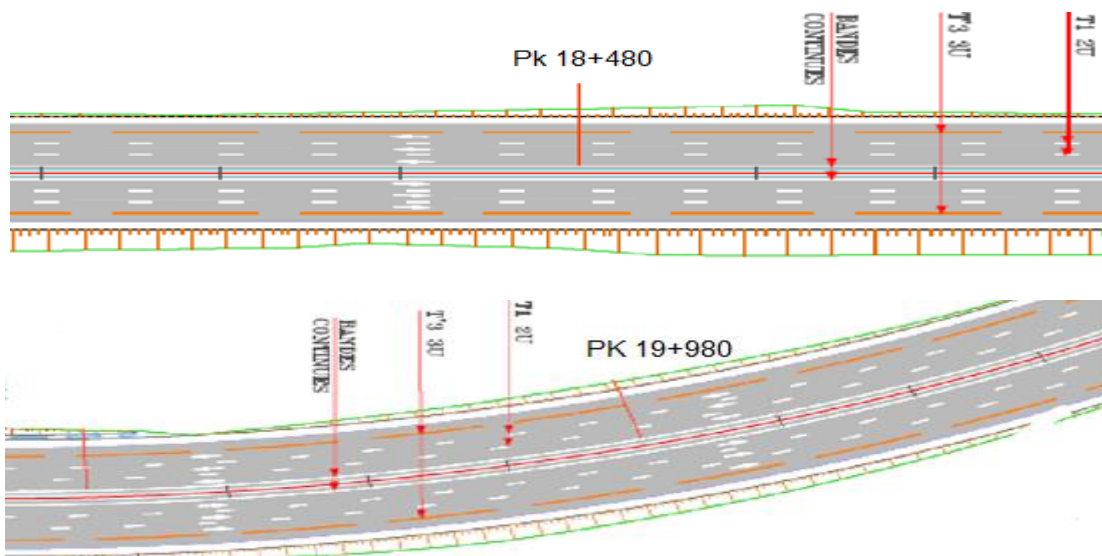 Pk 18+480
BANDES
CONTINUES
T'3 3U
T1 2U
BANDES
CONTINUES
T'3 3U
T1 2U
PK 19+980